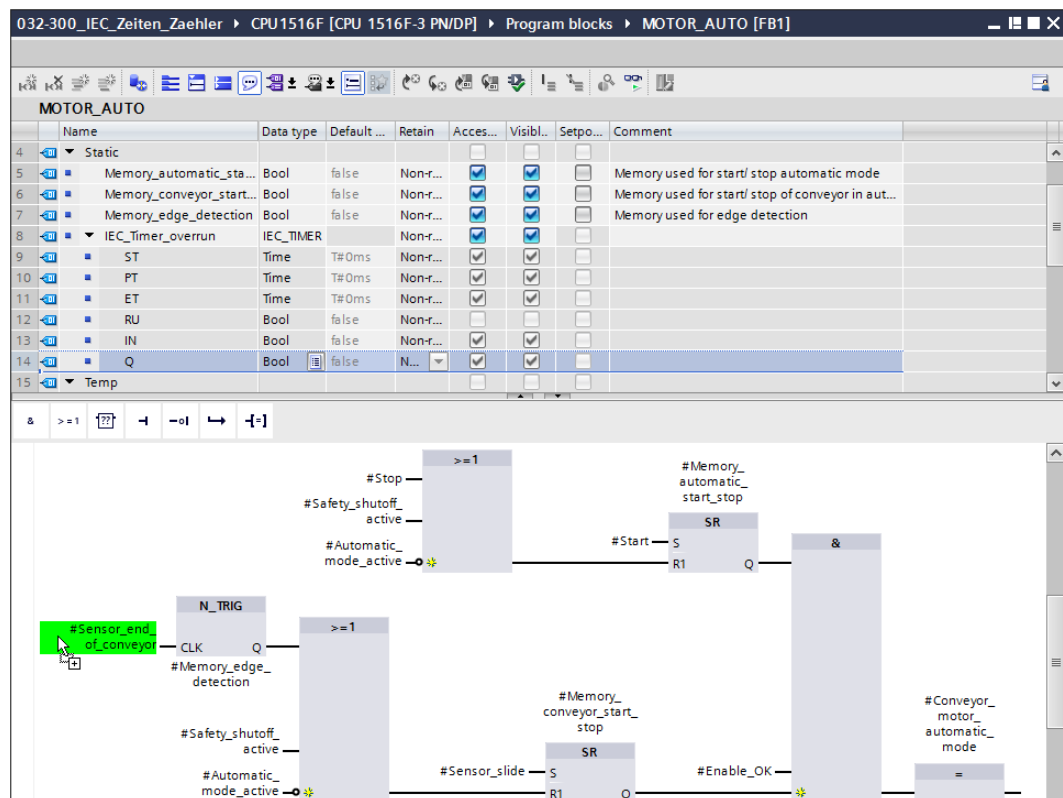 032-300_IEC_Zeiten_Zaehler ▸ CPU1516F [CPU 1516F-3 PN/DP] ▸ Program blocks ▸ MOTOR_AUTO [FB1]
MOTOR_AUTO
Name Data type Default ... Retain Acces... Visibl... Setpo... Comment
4 Static
5 Memory_automatic_sta... Bool false Non-r... Memory used for start/ stop automatic mode
6 Memory_conveyor_start... Bool false Non-r... Memory used for start/ stop of conveyor in aut...
7 Memory_edge_detection Bool false Non-r... Memory used for edge detection
8 IEC_Timer_overrun IEC_TIMER Non-r...
9 ST Time T#0ms Non-r...
10 PT Time T#0ms Non-r...
11 ET Time T#0ms Non-r...
12 RU Bool false Non-r...
13 IN Bool false Non-r...
14 Q Bool false N...
15 Temp
& >=1 ??
>=1
#Stop
#Safety_shutoff_
active
#Automatic_
mode_active
#Memory_
automatic_
start_stop
SR
#Start S
R1 Q
&
N_TRIG
#Sensor_end_
of_conveyor CLK Q
#Memory_edge_
detection
>=1
#Safety_shutoff_
active
#Automatic_
mode_active
#Memory_
conveyor_start_
stop
SR
#Sensor_slide S
R1 Q
#Enable_OK
#Conveyor_
motor_
automatic_
mode
=